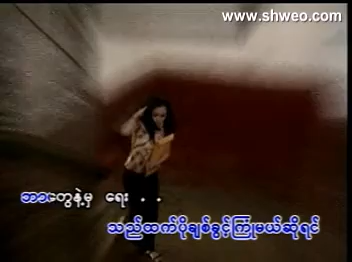 www.shweo.com
ဘာတွေနဲ့မှ ရေး . .
သည်ထက်ပိုချစ်ခွင့်ကြုံမယ်ဆိုရင်